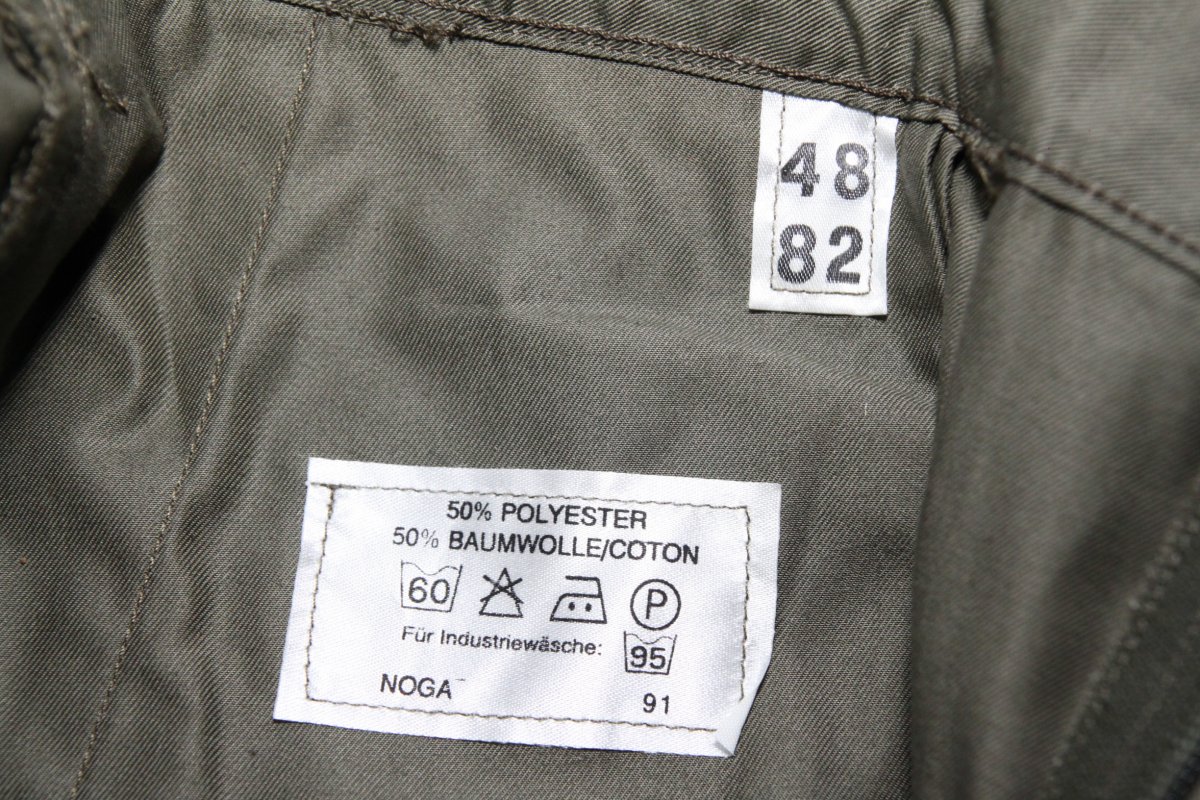 48
82
50% POLYESTER
50% BAUMWOLLE/COTON
60 P
Für Industriewäsche: 95
NOGA 91